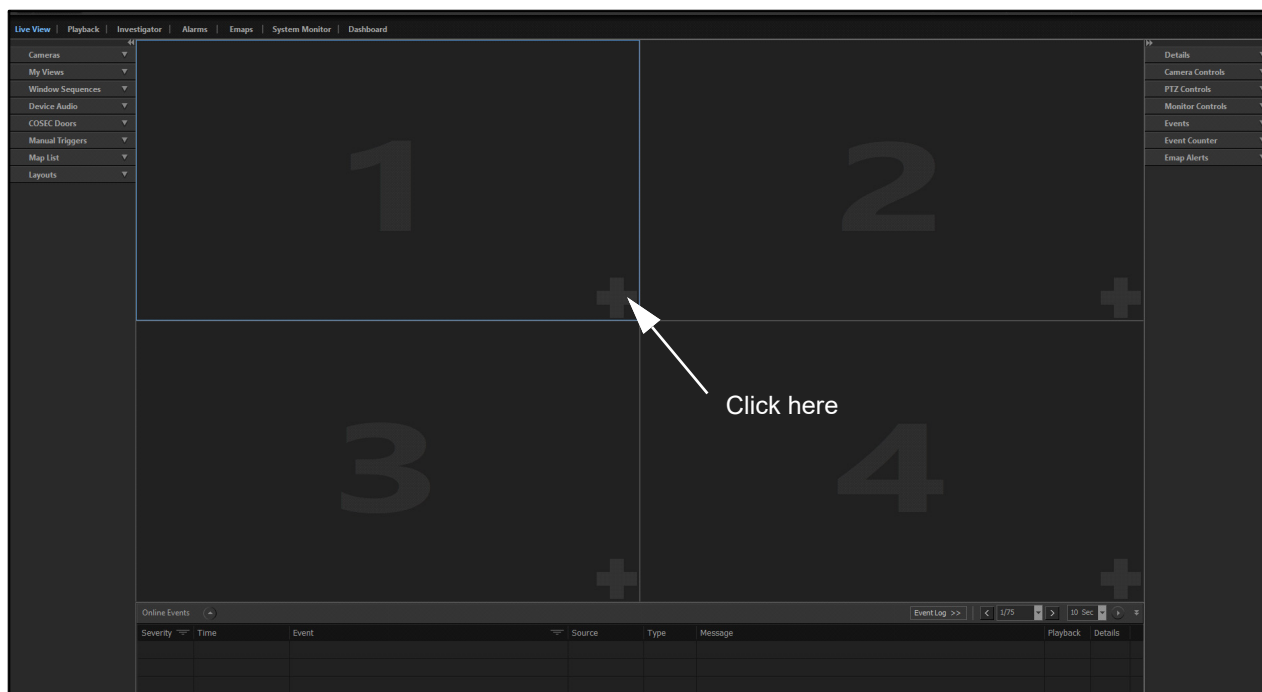 Live View | Playback | Investigator | Alarms | Emaps | System Monitor | Dashboard
Cameras
My Views
Window Sequences
Device Audio
COSEC Doors
Manual Triggers
Map List
Layouts
1
2
Details
Camera Controls
PTZ Controls
Monitor Controls
Events
Event Counter
Emap Alerts
Click here
3
4
Online Events Event Log >> < 1/75 > 10 Sec
Severity Time Event Source Type Message Playback Details